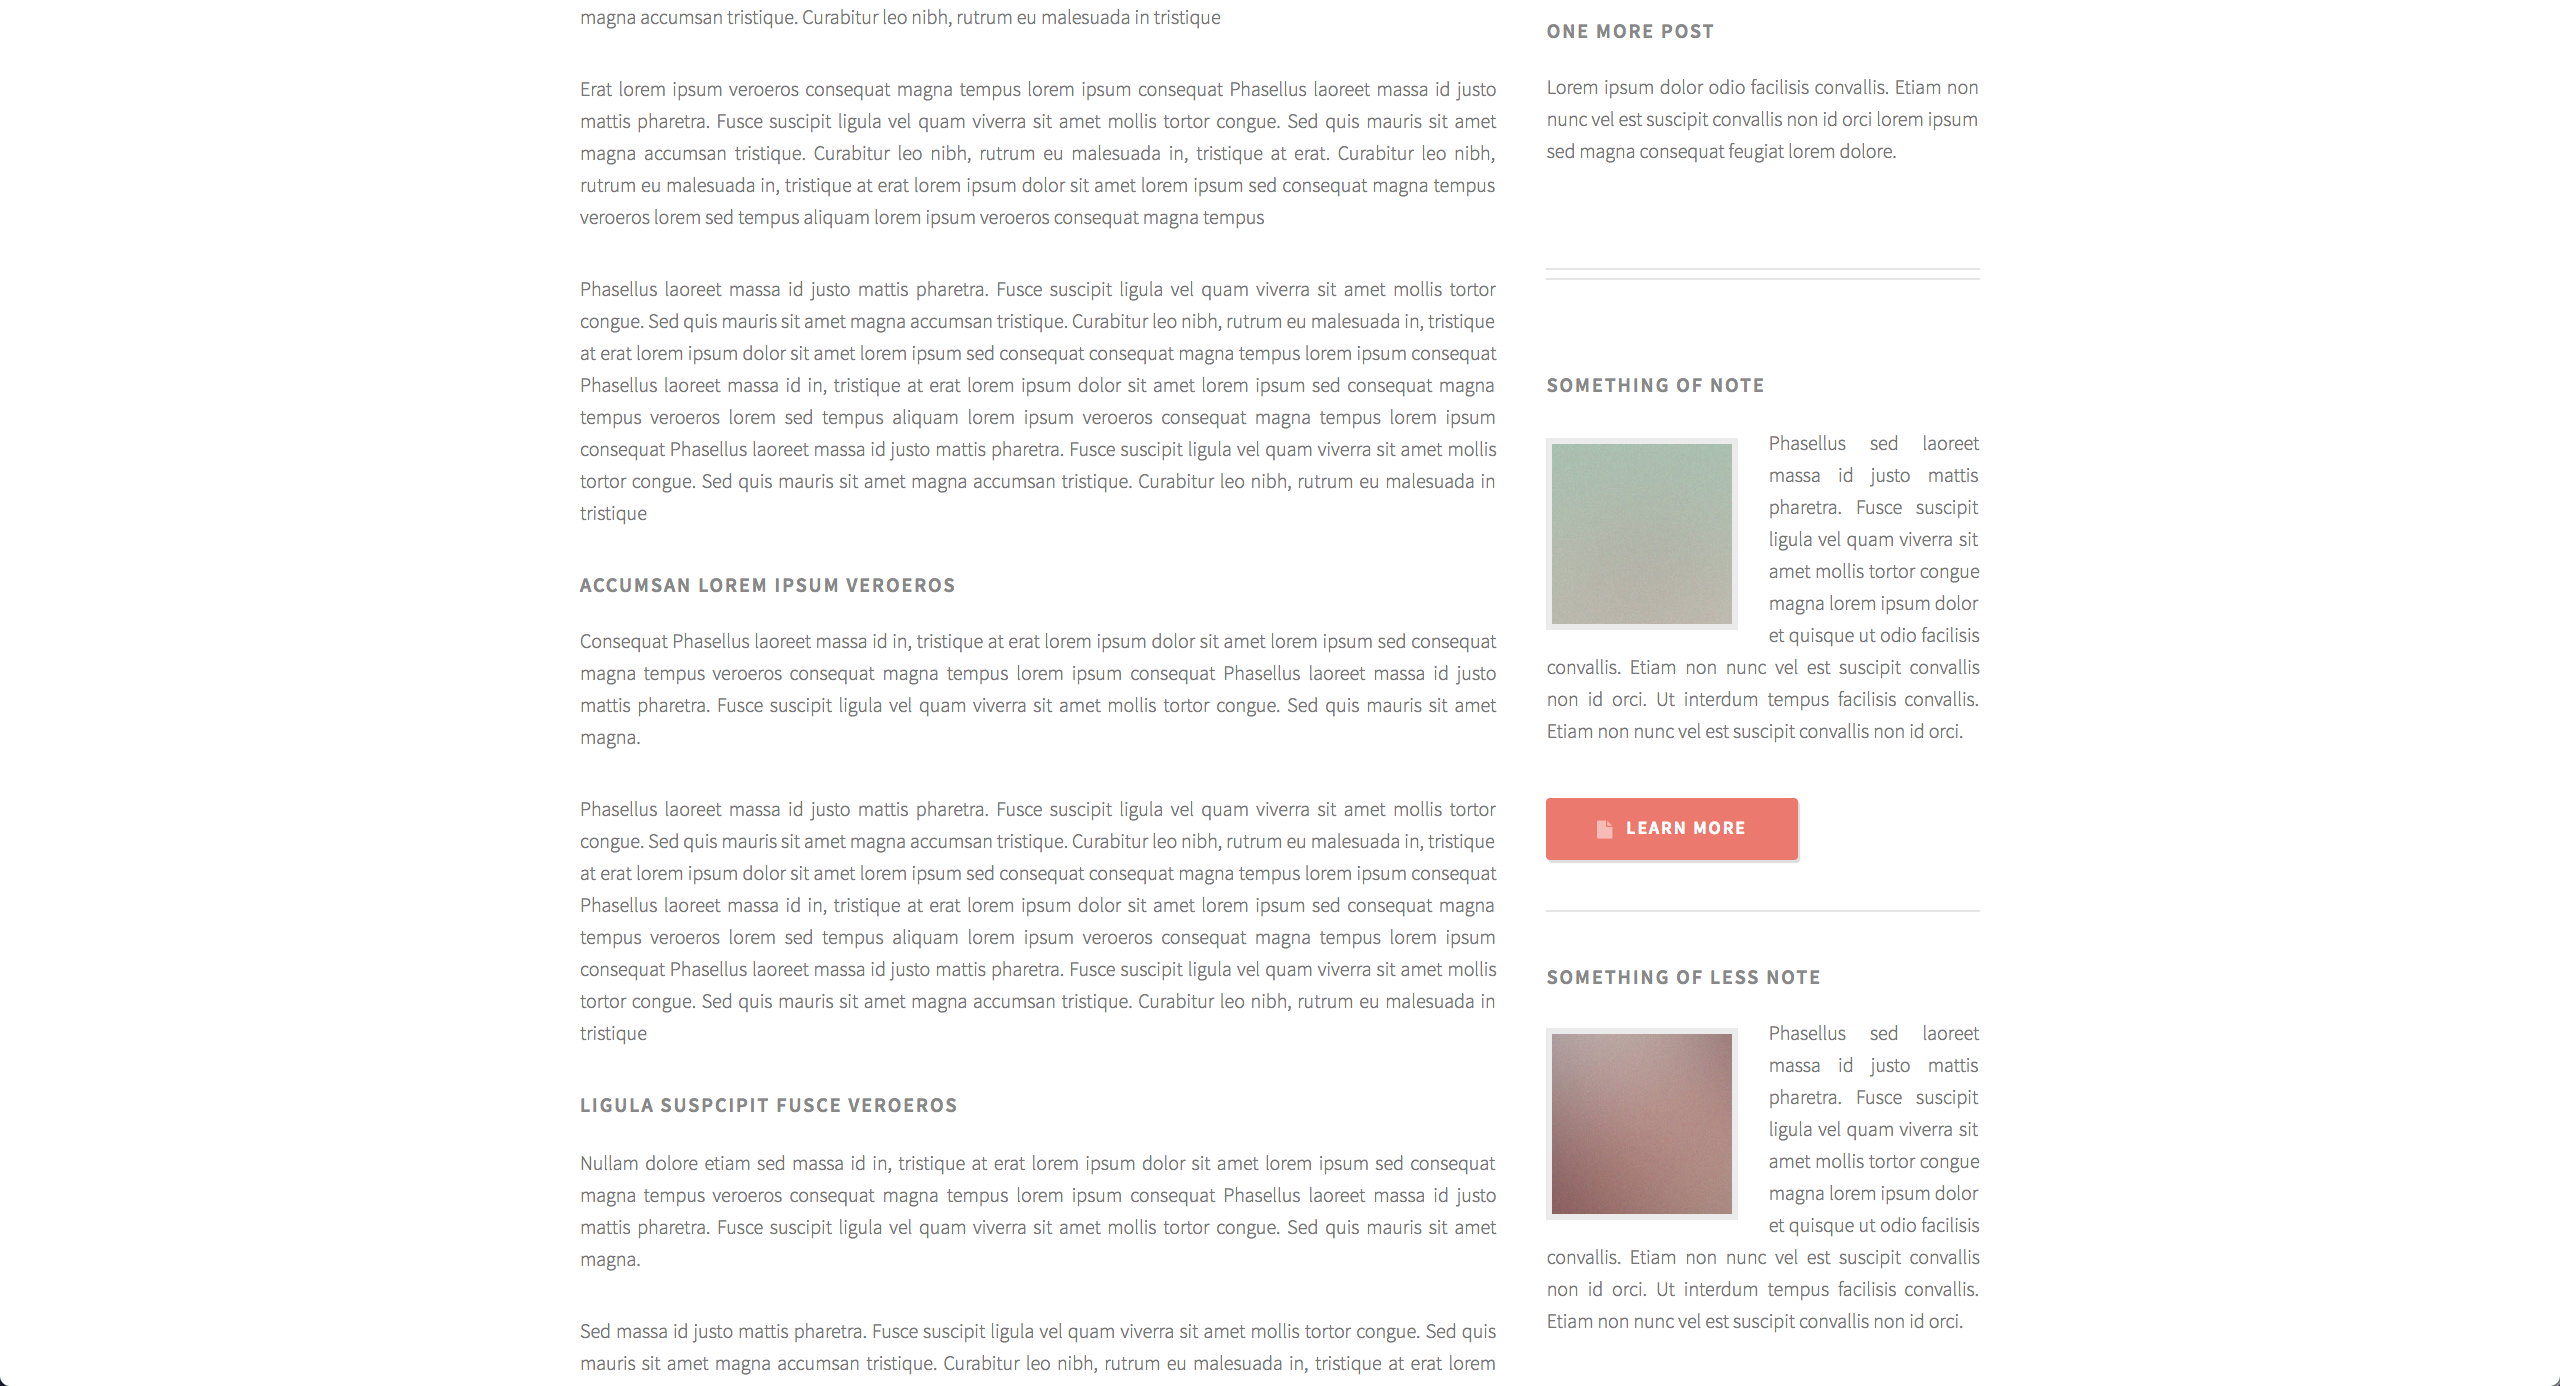 magna accumsan tristique. Curabitur leo nibh, rutrum eu malesuada in tristique
Erat lorem ipsum veroeros consequat magna tempus lorem ipsum consequat Phasellus laoreet massa id justo
mattis pharetra. Fusce suscipit ligula vel quam viverra sit amet mollis tortor congue. Sed quis mauris sit amet
magna accumsan tristique. Curabitur leo nibh, rutrum eu malesuada in, tristique at erat. Curabitur leo nibh,
rutrum eu malesuada in, tristique at erat lorem ipsum dolor sit amet lorem ipsum sed consequat magna tempus
veroeros lorem sed tempus aliquam lorem ipsum veroeros consequat magna tempus
Phasellus laoreet massa id justo mattis pharetra. Fusce suscipit ligula vel quam viverra sit amet mollis tortor
congue. Sed quis mauris sit amet magna accumsan tristique. Curabitur leo nibh, rutrum eu malesuada in, tristique
at erat lorem ipsum dolor sit amet lorem ipsum sed consequat consequat magna tempus lorem ipsum consequat
Phasellus laoreet massa id in, tristique at erat lorem ipsum dolor sit amet lorem ipsum sed consequat magna
tempus veroeros lorem sed tempus aliquam lorem ipsum veroeros consequat magna tempus lorem ipsum
consequat Phasellus laoreet massa id justo mattis pharetra. Fusce suscipit ligula vel quam viverra sit amet mollis
tortor congue. Sed quis mauris sit amet magna accumsan tristique. Curabitur leo nibh, rutrum eu malesuada in
tristique
ACCUMSAN LOREM IPSUM VEROEROS
Consequat Phasellus laoreet massa id in, tristique at erat lorem ipsum dolor sit amet lorem ipsum sed consequat
magna tempus veroeros consequat magna tempus lorem ipsum consequat Phasellus laoreet massa id justo
mattis pharetra. Fusce suscipit ligula vel quam viverra sit amet mollis tortor congue. Sed quis mauris sit amet
magna.
Phasellus laoreet massa id justo mattis pharetra. Fusce suscipit ligula vel quam viverra sit amet mollis tortor
congue. Sed quis mauris sit amet magna accumsan tristique. Curabitur leo nibh, rutrum eu malesuada in, tristique
at erat lorem ipsum dolor sit amet lorem ipsum sed consequat consequat magna tempus lorem ipsum consequat
Phasellus laoreet massa id in, tristique at erat lorem ipsum dolor sit amet lorem ipsum sed consequat magna
tempus veroeros lorem sed tempus aliquam lorem ipsum veroeros consequat magna tempus lorem ipsum
consequat Phasellus laoreet massa id justo mattis pharetra. Fusce suscipit ligula vel quam viverra sit amet mollis
tortor congue. Sed quis mauris sit amet magna accumsan tristique. Curabitur leo nibh, rutrum eu malesuada in
tristique
LIGULA SUSPCIPIT FUSCE VEROEROS
Nullam dolore etiam sed massa id in, tristique at erat lorem ipsum dolor sit amet lorem ipsum sed consequat
magna tempus veroeros consequat magna tempus lorem ipsum consequat Phasellus laoreet massa id justo
mattis pharetra. Fusce suscipit ligula vel quam viverra sit amet mollis tortor congue. Sed quis mauris sit amet
magna.
Sed massa id justo mattis pharetra. Fusce suscipit ligula vel quam viverra sit amet mollis tortor congue. Sed quis
mauris sit amet magna accumsan tristique. Curabitur leo nibh, rutrum eu malesuada in, tristique at erat lorem
ONE MORE POST
Lorem ipsum dolor odio facilisis convallis. Etiam non
nunc vel est suscipit convallis non id orci lorem ipsum
sed magna consequat feugiat lorem dolore.
SOMETHING OF NOTE
Phasellus sed laoreet
massa id justo mattis
pharetra. Fusce suscipit
ligula vel quam viverra sit
amet mollis tortor congue
magna lorem ipsum dolor
et quisque ut odio facilisis
convallis. Etiam non nunc vel est suscipit convallis
non id orci. Ut interdum tempus facilisis convallis.
Etiam non nunc vel est suscipit convallis non id orci.
LEARN MORE
SOMETHING OF LESS NOTE
Phasellus sed laoreet
massa id justo mattis
pharetra. Fusce suscipit
ligula vel quam viverra sit
amet mollis tortor congue
magna lorem ipsum dolor
et quisque ut odio facilisis
convallis. Etiam non nunc vel est suscipit convallis
non id orci. Ut interdum tempus facilisis convallis.
Etiam non nunc vel est suscipit convallis non id orci.